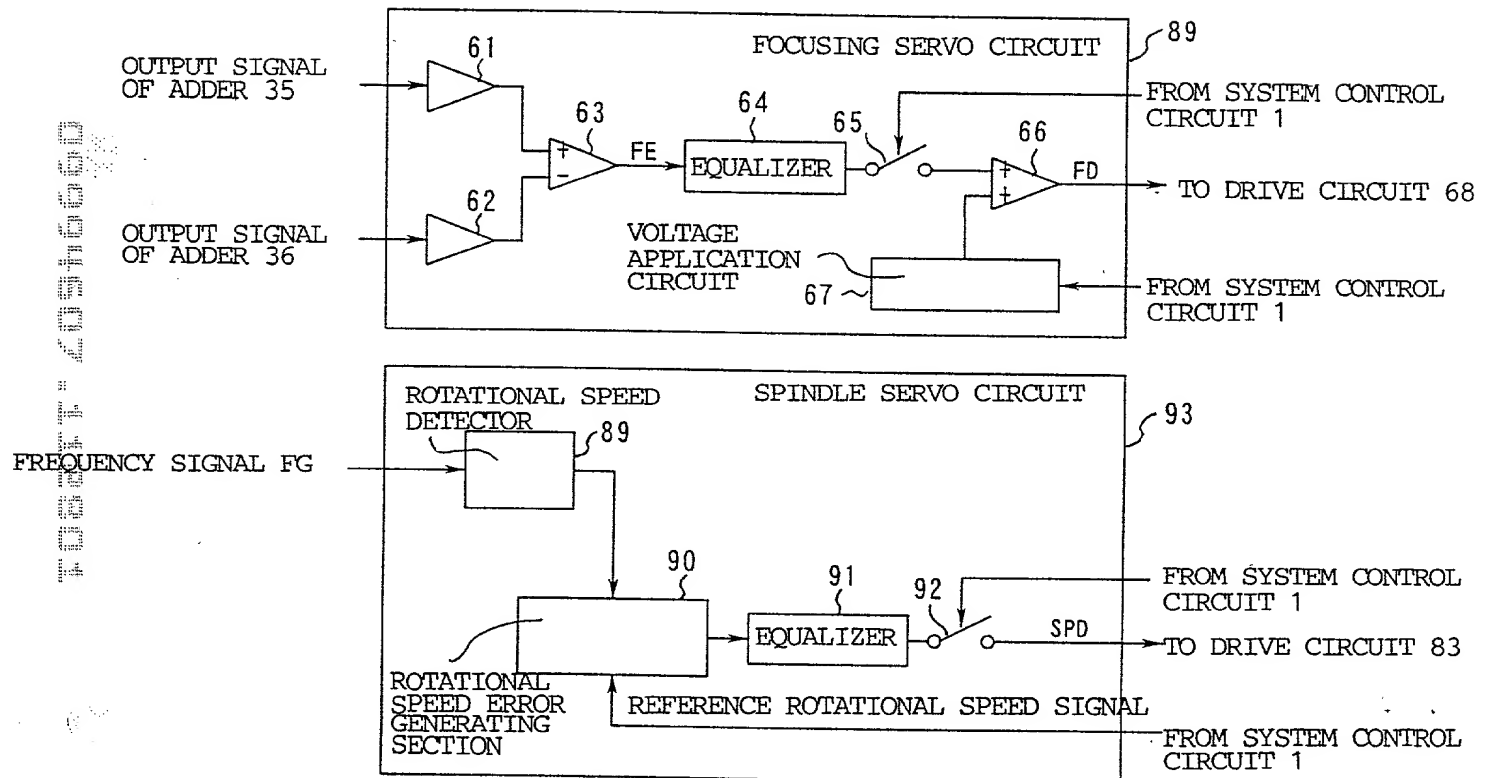 FOCUSING SERVO CIRCUIT
89
61
OUTPUT SIGNAL
OF ADDER 35
FROM SYSTEM CONTROL
CIRCUIT 1
63
64
65
66
+
−
FE
EQUALIZER
+
+
FD
TO DRIVE CIRCUIT 68
62
OUTPUT SIGNAL
OF ADDER 36
VOLTAGE
APPLICATION
CIRCUIT
67
FROM SYSTEM CONTROL
CIRCUIT 1
ROTATIONAL SPEED
DETECTOR
SPINDLE SERVO CIRCUIT
93
89
FREQUENCY SIGNAL FG
90
91
92
FROM SYSTEM CONTROL
CIRCUIT 1
EQUALIZER
SPD
TO DRIVE CIRCUIT 83
ROTATIONAL
SPEED ERROR
GENERATING
SECTION
REFERENCE ROTATIONAL SPEED SIGNAL
FROM SYSTEM CONTROL
CIRCUIT 1